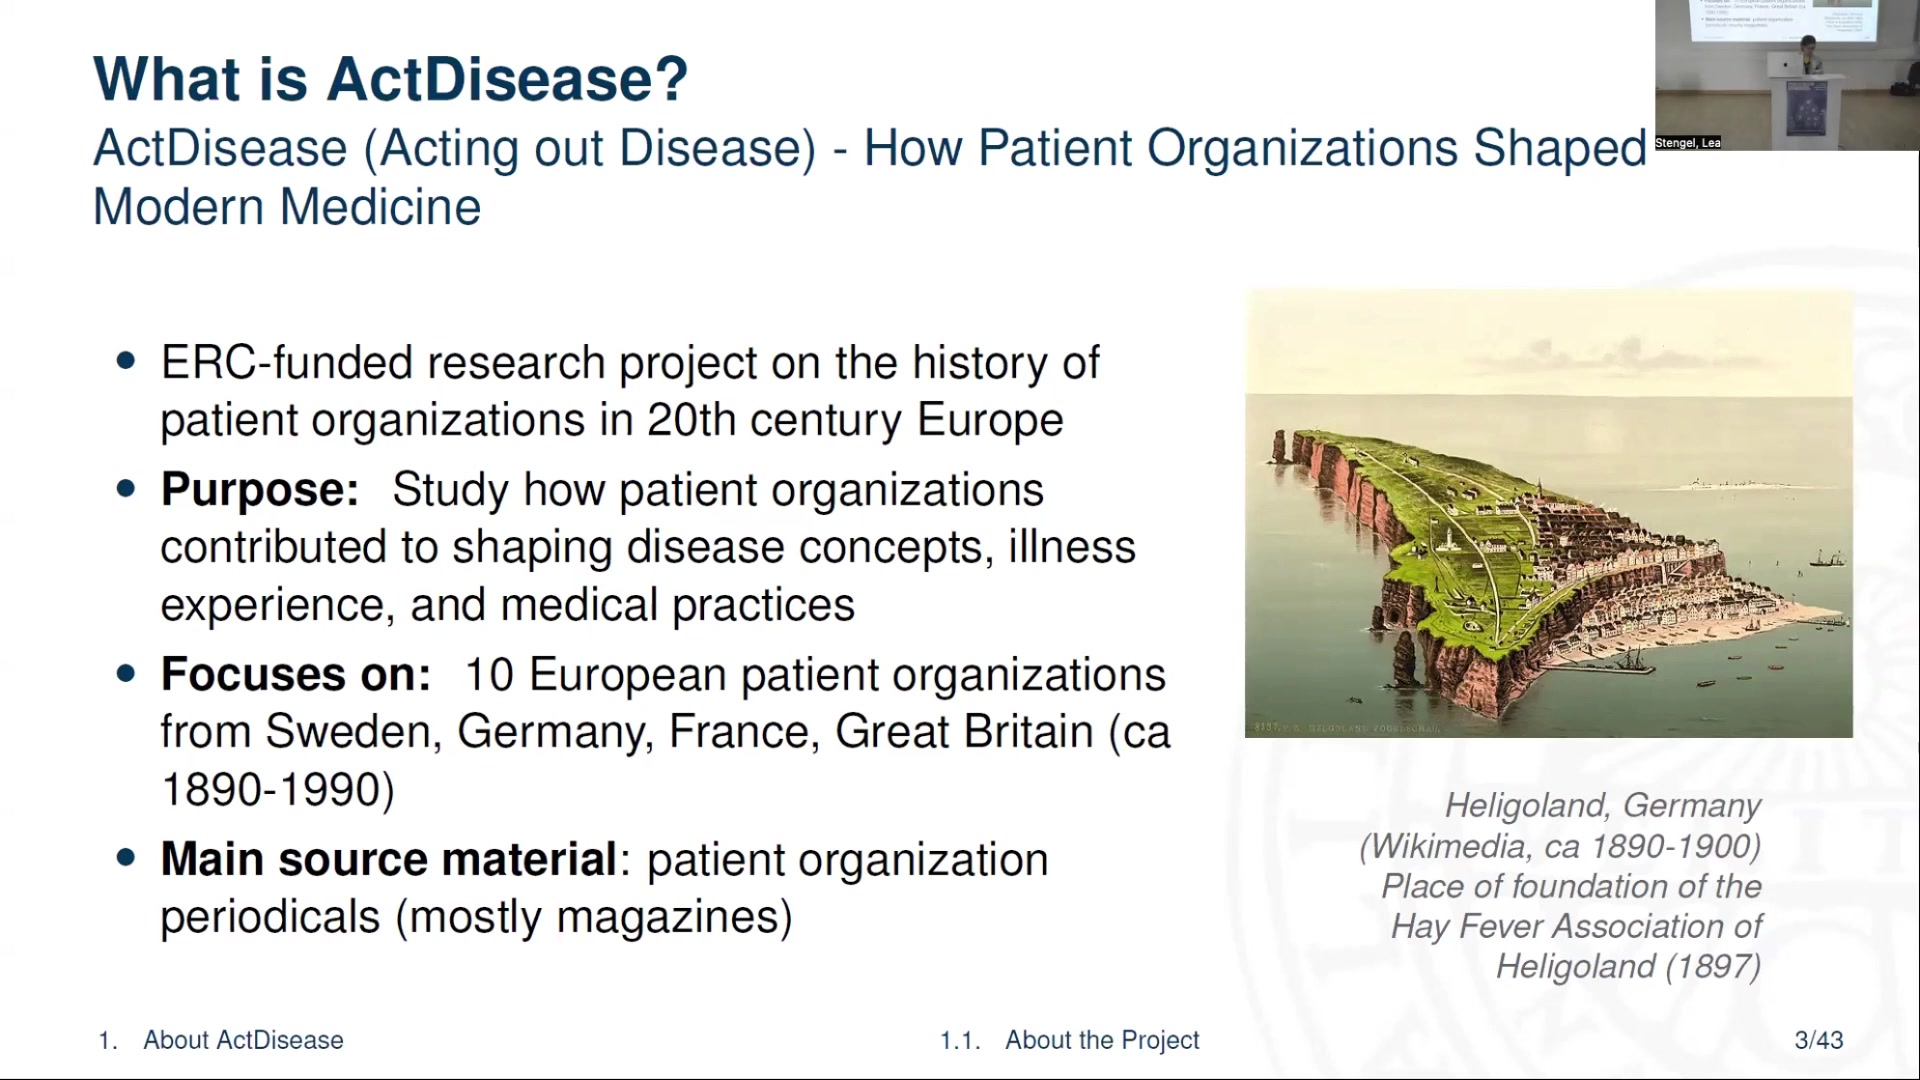 What is ActDisease?
ActDisease (Acting out Disease) - How Patient Organizations Shaped
Modern Medicine
Stengel, Lea
• ERC-funded research project on the history of
patient organizations in 20th century Europe
• Purpose: Study how patient organizations
contributed to shaping disease concepts, illness
experience, and medical practices
• Focuses on: 10 European patient organizations
from Sweden, Germany, France, Great Britain (ca
1890-1990)
• Main source material: patient organization
periodicals (mostly magazines)
Heligoland, Germany
(Wikimedia, ca 1890-1900)
Place of foundation of the
Hay Fever Association of
Heligoland (1897)
1. About ActDisease
1.1. About the Project
3/43